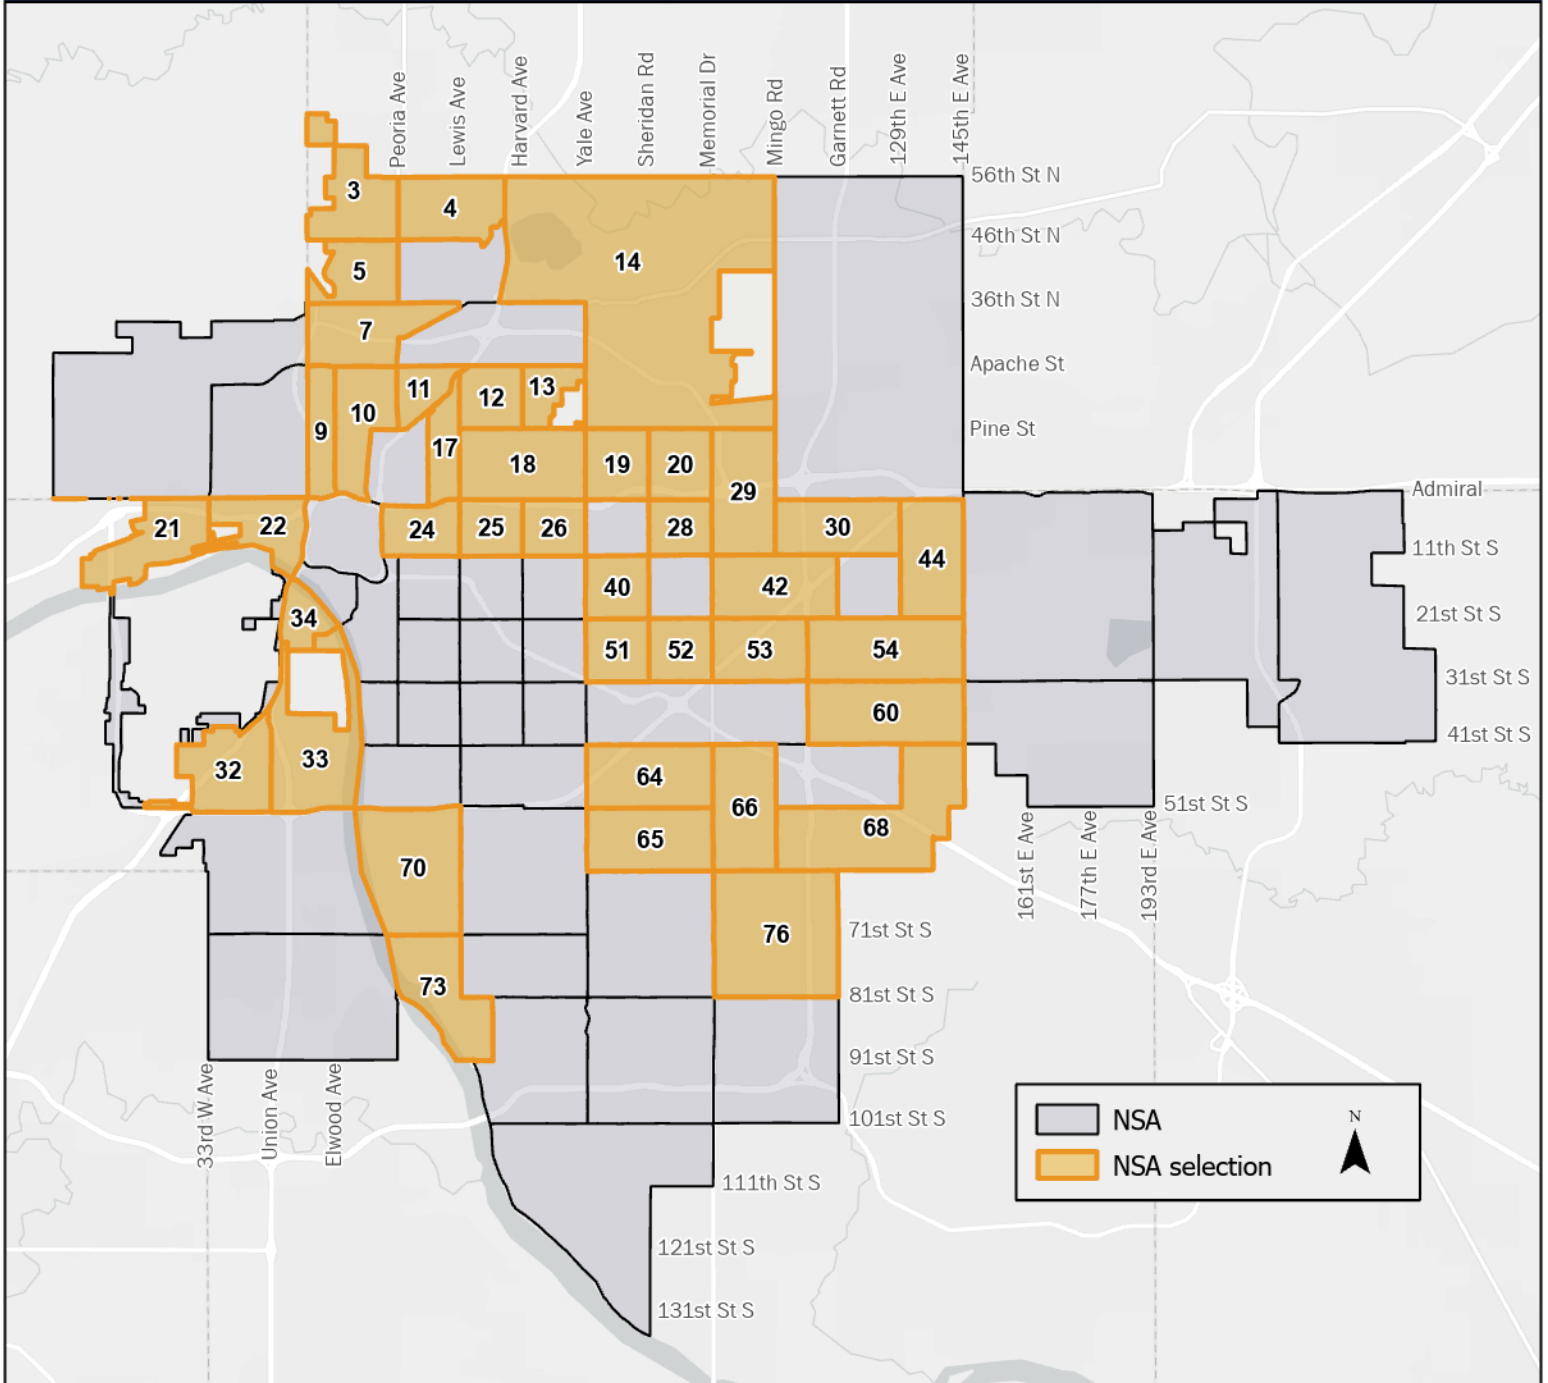 Peoria Ave
Lewis Ave
Harvard Ave
Yale Ave
Sheridan Rd
Memorial Dr
Mingo Rd
Garnett Rd
129th E Ave
145th E Ave
56th St N
3
4
46th St N
14
5
36th St N
7
Apache St
11
12
13
10
9
Pine St
17
18
19
20
29
Admiral
21
22
24
25
26
28
30
11th St S
44
40
42
34
21st St S
51
52
53
54
31st St S
60
41st St S
33
32
64
66
51st St S
68
65
70
161st E Ave
177th E Ave
193rd E Ave
76
71st St S
73
81st St S
91st St S
33rd W Ave
Union Ave
Elwood Ave
101st St S
NSA
N
NSA selection
111th St S
121st St S
131st St S